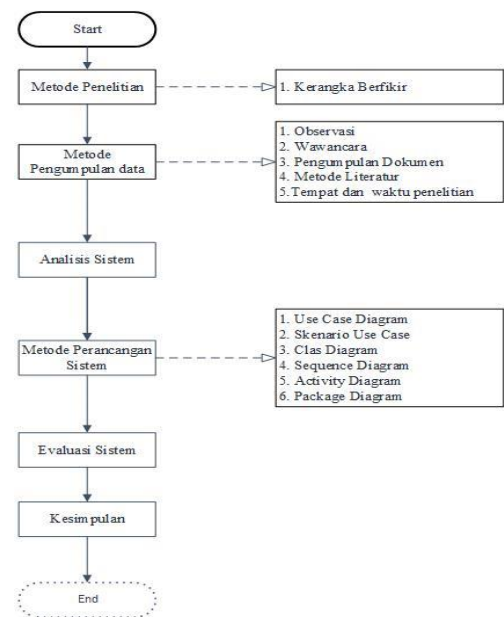 Start
Metode Penelitian
1. Kerangka Berfikir
Metode
Pengumpulan data
1. Observasi
2. Wawancara
3. Pengumpulan Dokumen
4. Metode Literatur
5.Tempat dan waktu penelitian
Analisis Sistem
Metode Perancangan
Sistem
1. Use Case Diagram
2. Skenario Use Case
3. Clas Diagram
4. Sequence Diagram
5. Activity Diagram
6. Package Diagram
Evaluasi Sistem
Kesimpulan
End